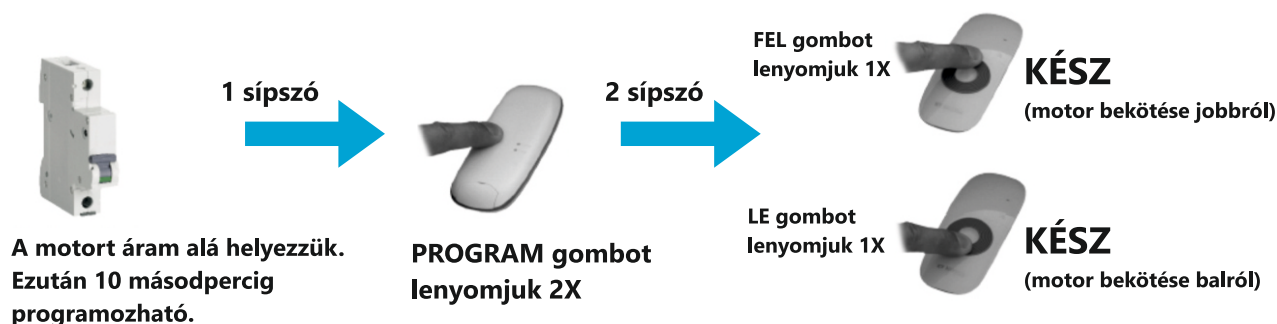 1 sípszó
A motort áram alá helyezzük.
Ezután 10 másodpercig
programozható.
PROGRAM gombot
lenyomjuk 2X
2 sípszó
FEL gombot
lenyomjuk 1X
KÉSZ
(motor bekötése jobbról)
LE gombot
lenyomjuk 1X
KÉSZ
(motor bekötése balról)